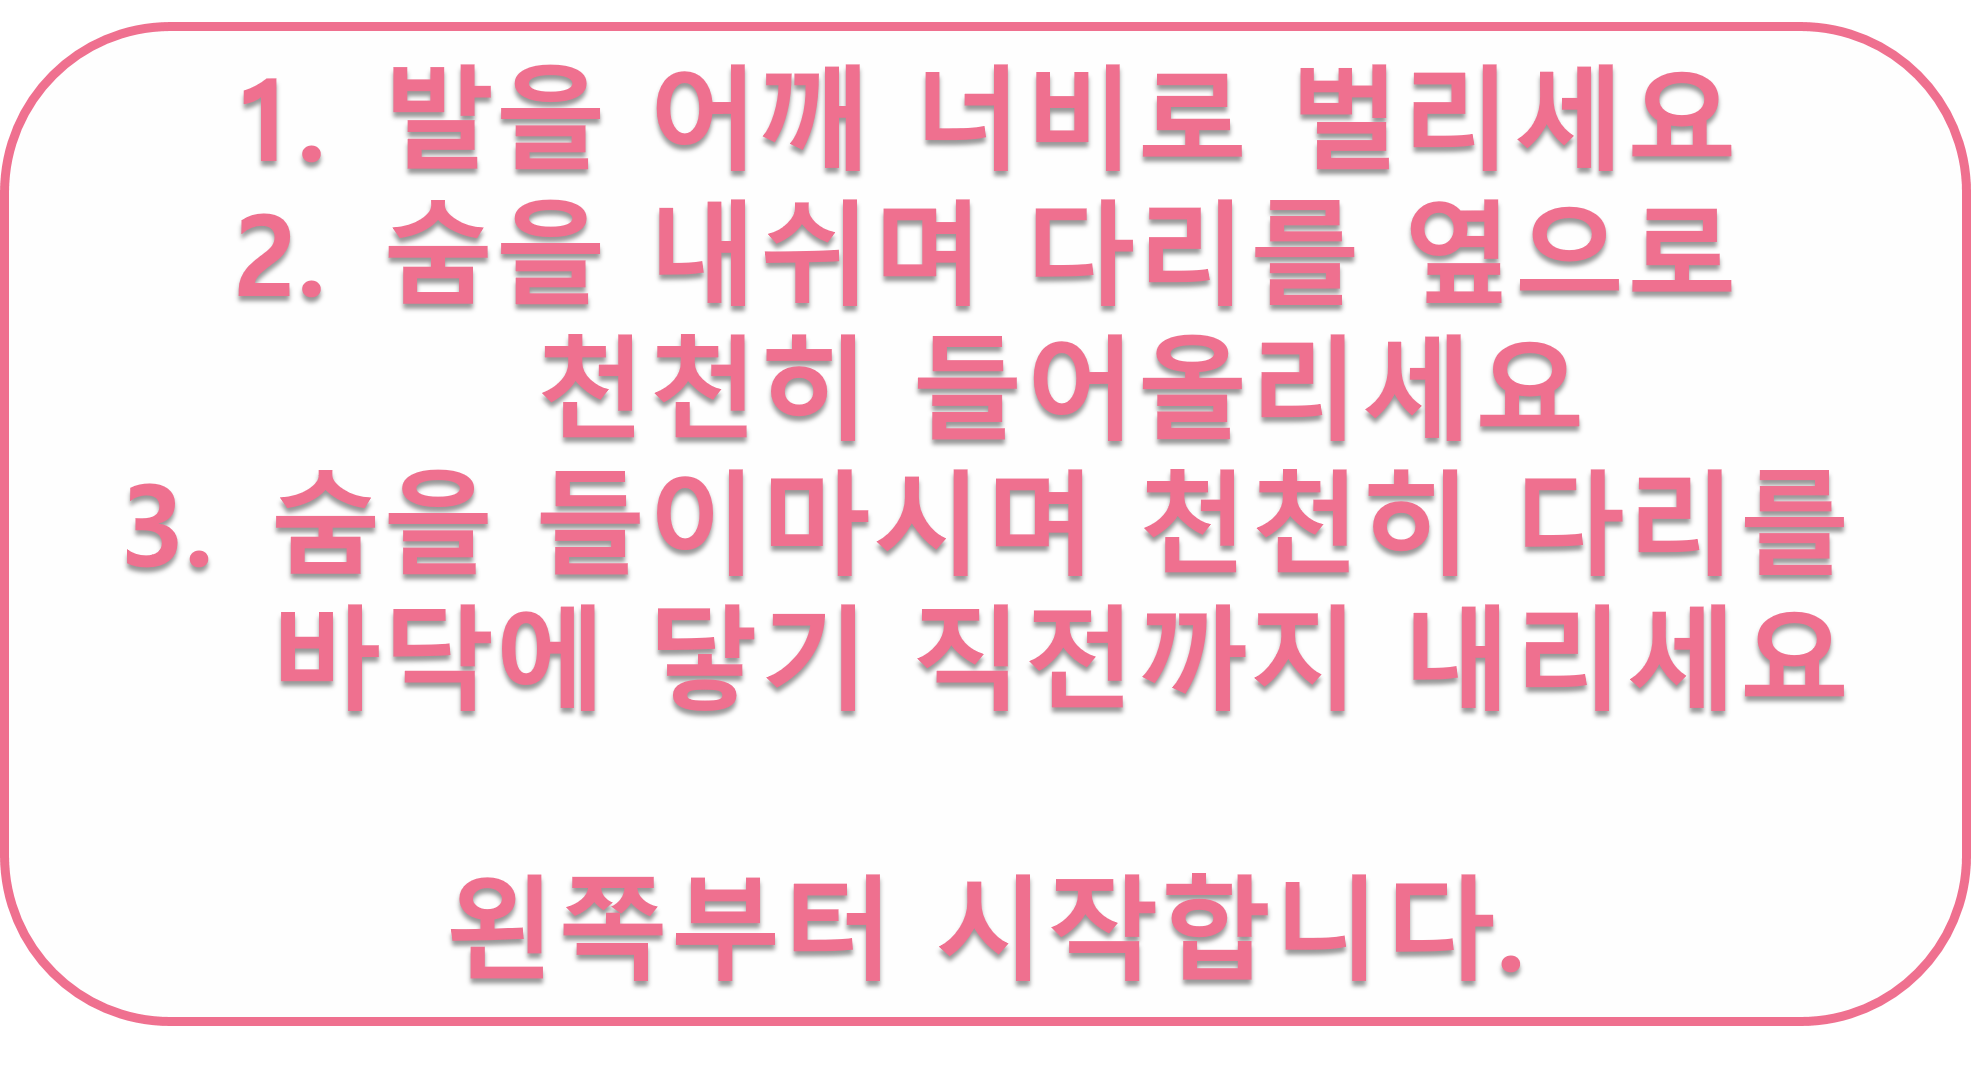 1. 발을 어깨 너비로 벌리세요
2. 숨을 내쉬며 다리를 옆으로
천천히 들어올리세요
3. 숨을 들이마시며 천천히 다리를
바닥에 닿기 직전까지 내리세요
왼쪽부터 시작합니다.